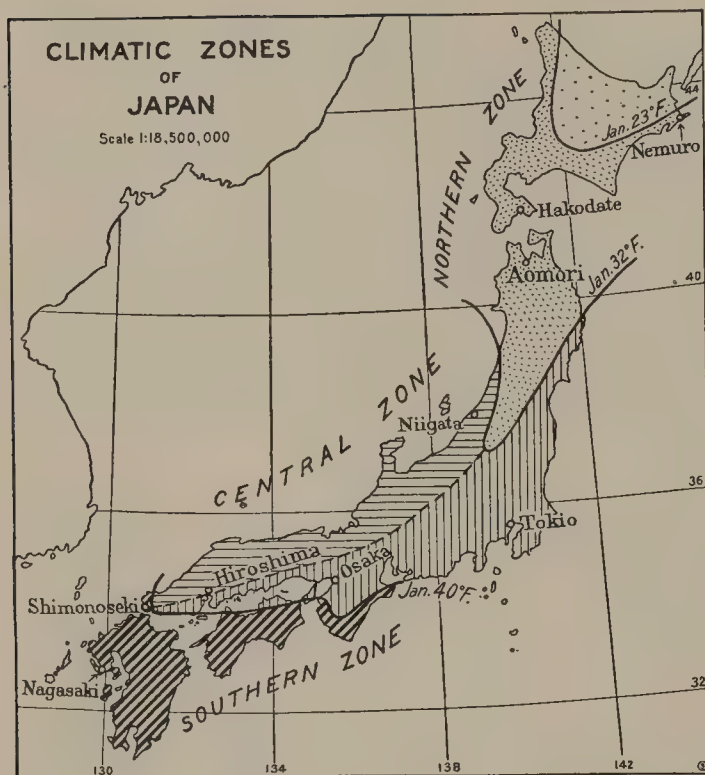 CLIMATIC ZONES
OF
JAPAN
Scale 1:18,500,000
NORTHERN ZONE
44
Jan. 23°F.
Nemuro
Hakodate
Aomori
Jan. 32°F.
40
CENTRAL ZONE
Niigata
36
Tokio
Hiroshima
Osaka
Jan. 40°F.
Shimonoseki
Nagasaki
SOUTHERN ZONE
32
130
134
138
142